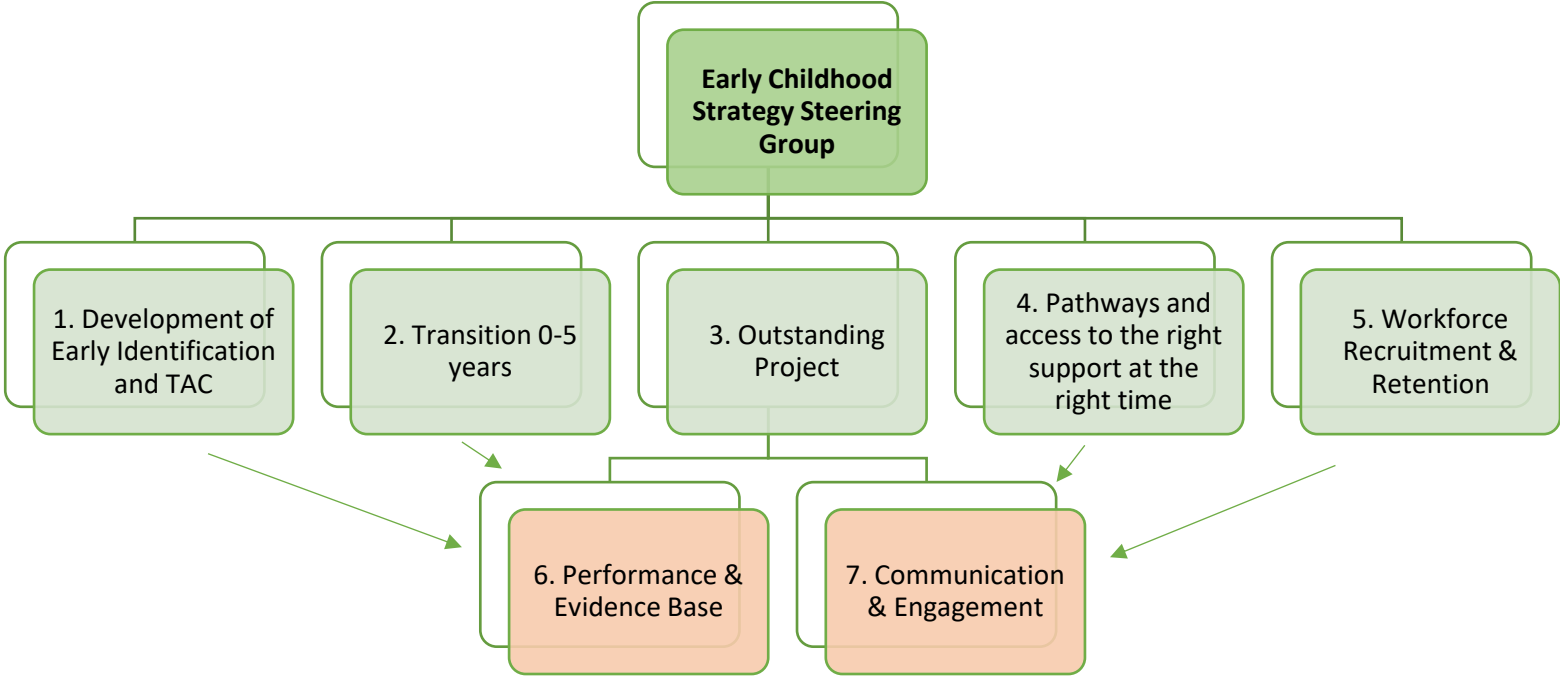 Early Childhood
Strategy Steering
Group
1. Development of
Early Identification
and TAC
2. Transition 0-5
years
3. Outstanding
Project
4. Pathways and
access to the right
support at the
right time
5. Workforce
Recruitment &
Retention
6. Performance &
Evidence Base
7. Communication
& Engagement